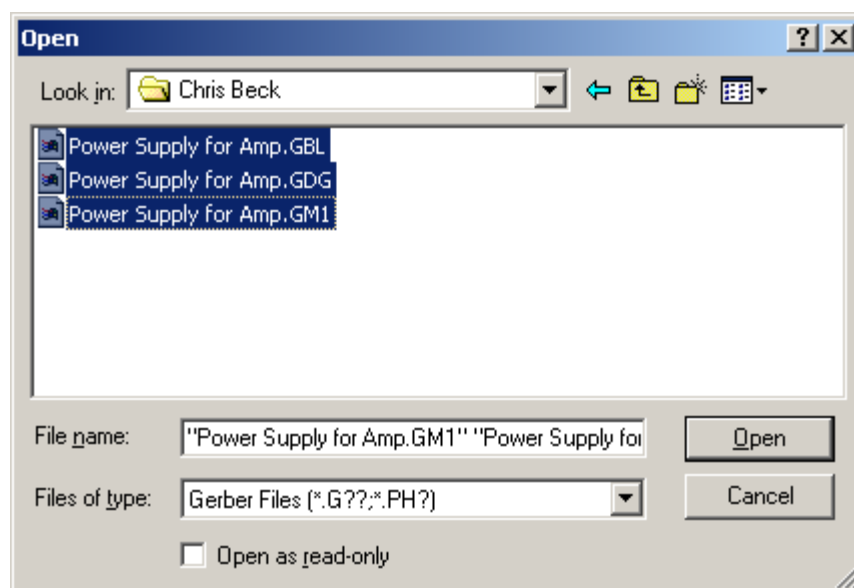 Open
Look in: Chris Beck
Power Supply for Amp.GBL
Power Supply for Amp.GDG
Power Supply for Amp.GM1
File name: "Power Supply for Amp.GM1" "Power Supply for Open
Files of type: Gerber Files (*.G??;*.PH?) Cancel
Open as read-only